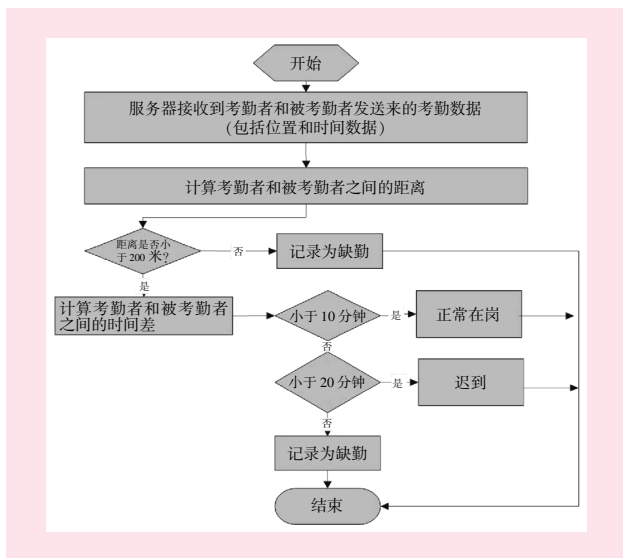 开始
服务器接收到考勤者和被考勤者发送来的考勤数据
(包括位置和时间数据)
计算考勤者和被考勤者之间的距离
距离是否小
于200米?
否
记录为缺勤
是
计算考勤者和被考勤者
之间的时间差
小于10分钟
是
正常在岗
否
小于20分钟
是
迟到
否
记录为缺勤
结束